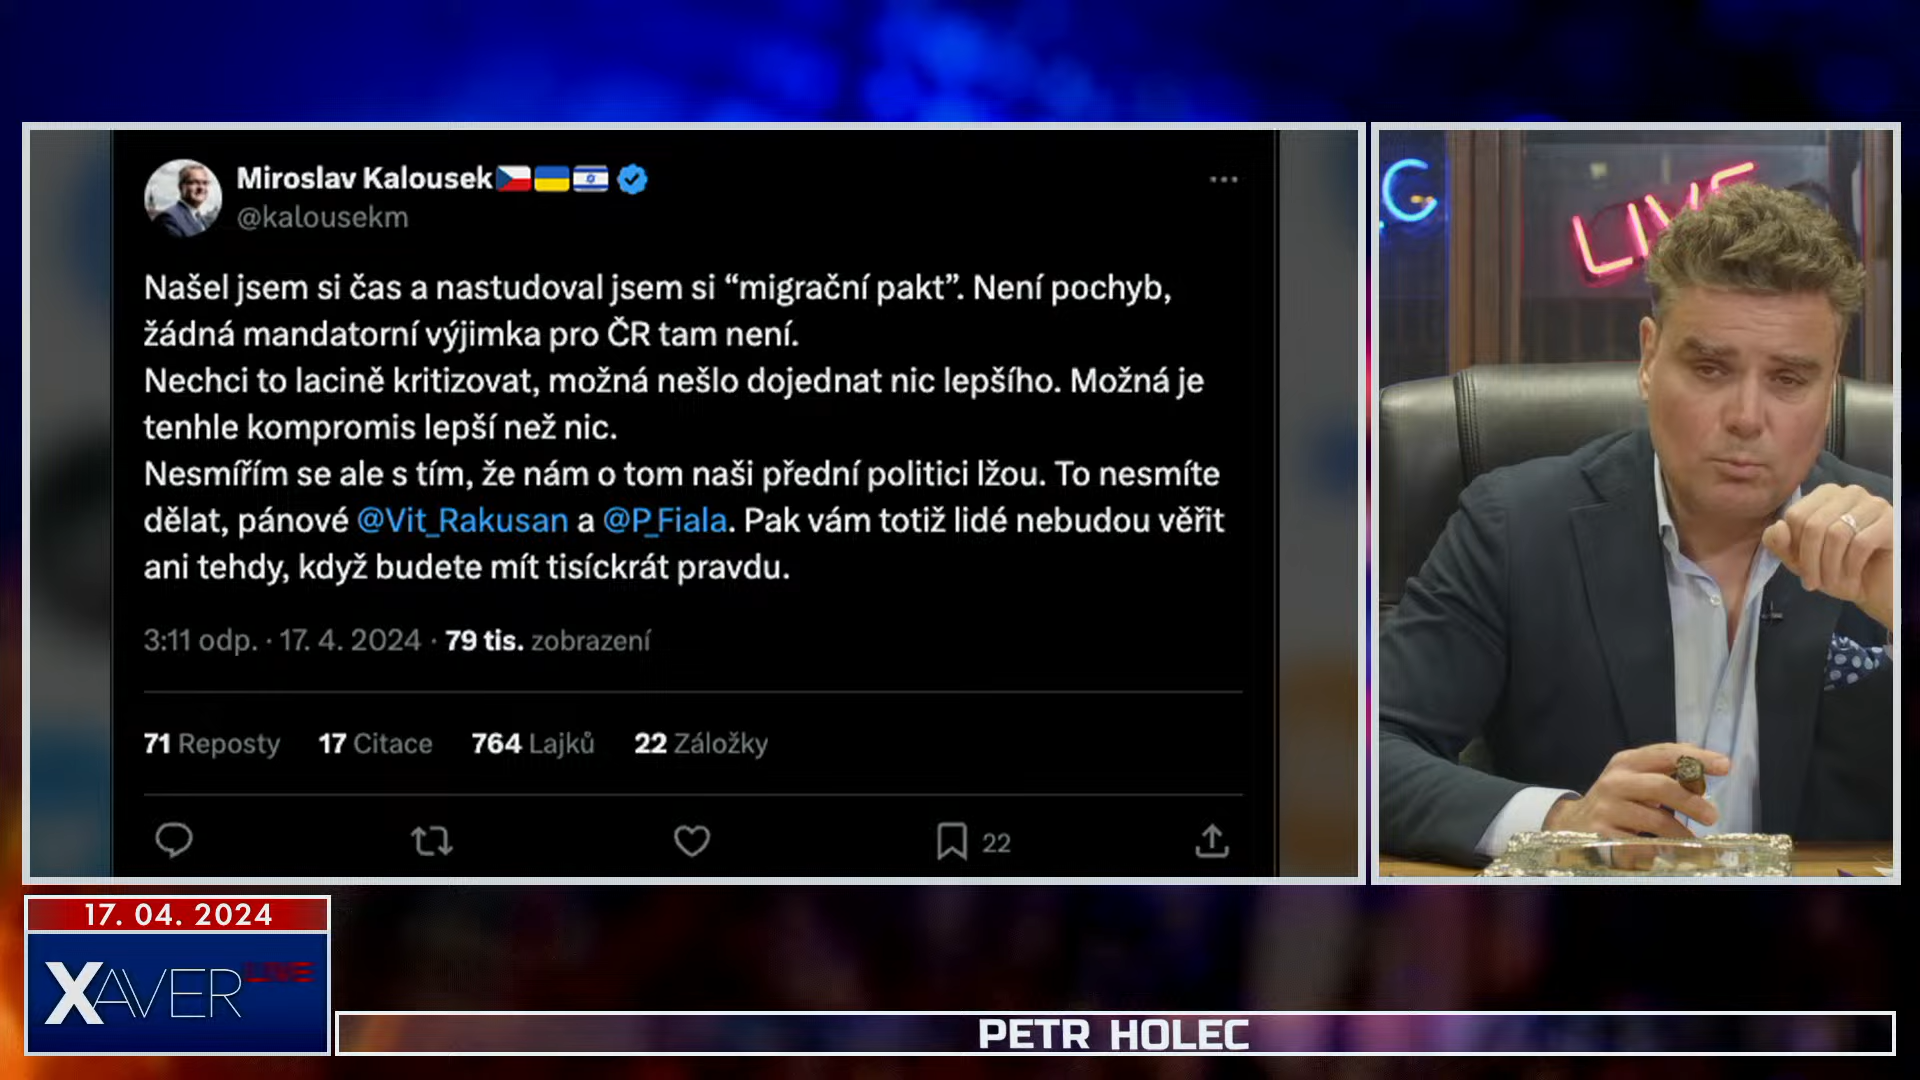 Miroslav Kalousek
@kalousekm
Našel jsem si čas a nastudoval jsem si “migrační pakt”. Není pochyb,
žádná mandatorní výjimka pro ČR tam není.
Nechci to lacině kritizovat, možná nešlo dojednat nic lepšího. Možná je
tenhle kompromis lepší než nic.
Nesmířím se ale s tím, že nám o tom naši přední politici lžou. To nesmíte
dělat, pánové @Vit_Rakusan a @P_Fiala. Pak vám totiž lidé nebudou věřit
ani tehdy, když budete mít tisíckrát pravdu.
3:11 odp. · 17. 4. 2024 · 79 tis. zobrazení
71 Reposty 17 Citace 764 Lajků 22 Záložky
22
LIVE
17. 04. 2024
XAVER LIVE
PETR HOLEC